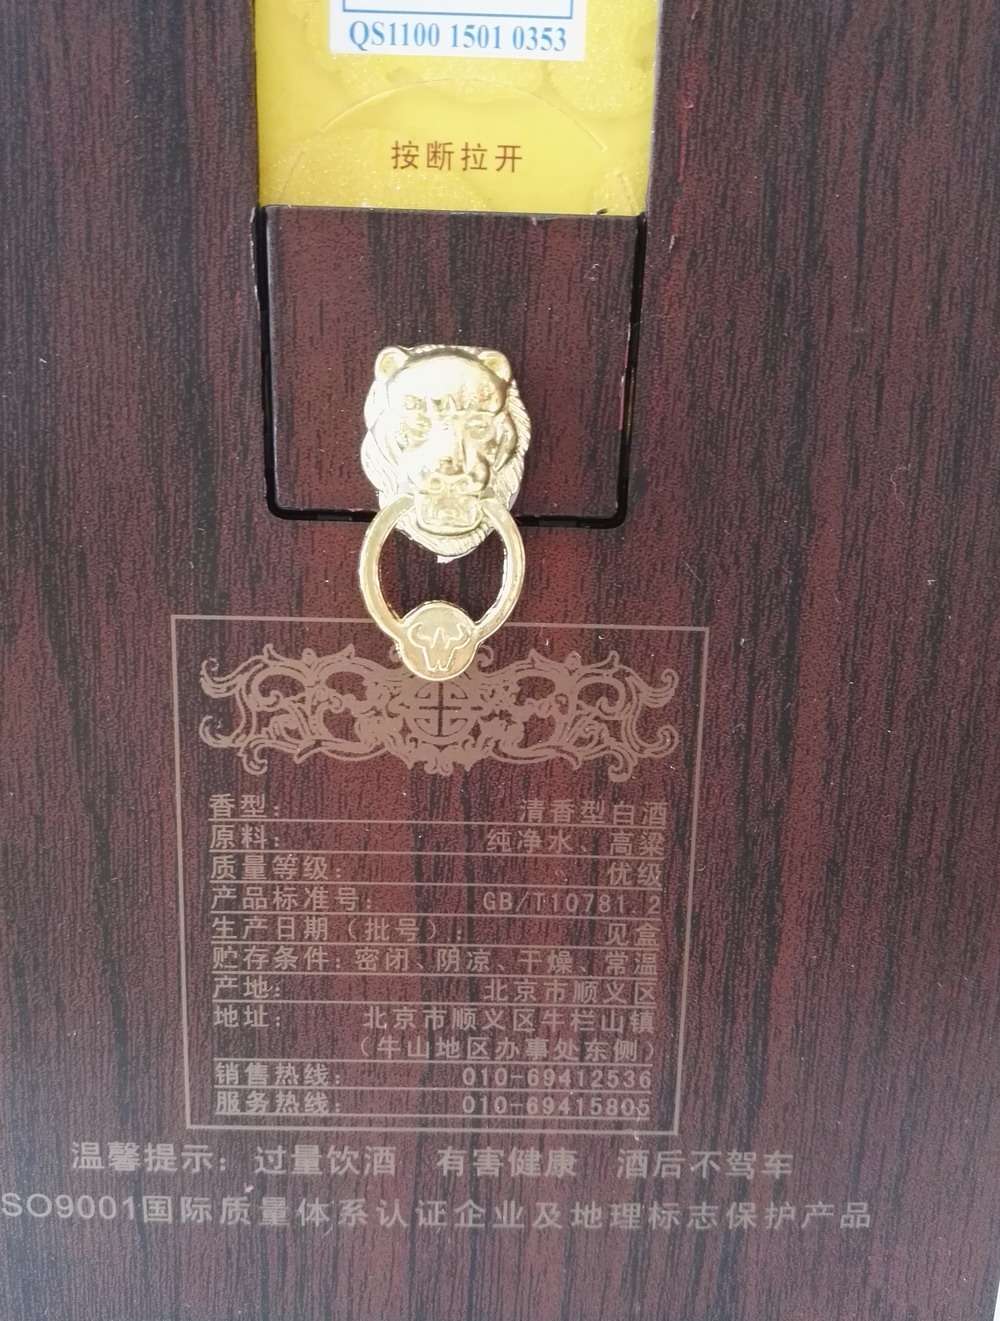 QS1100 1501 0353
按断拉开
香型： 清香型白酒
原料： 纯净水、高粱
质量等级： 优级
产品标准号： GB/T10781.2
生产日期（批号）： 见盒
贮存条件：密闭、阴凉、干燥、常温
产地： 北京市顺义区
地址： 北京市顺义区牛栏山镇
（牛山地区办事处东侧）
销售热线： 010-69412536
服务热线： 010-69415805
温馨提示：过量饮酒 有害健康 酒后不驾车
SO9001国际质量体系认证企业及地理标志保护产品